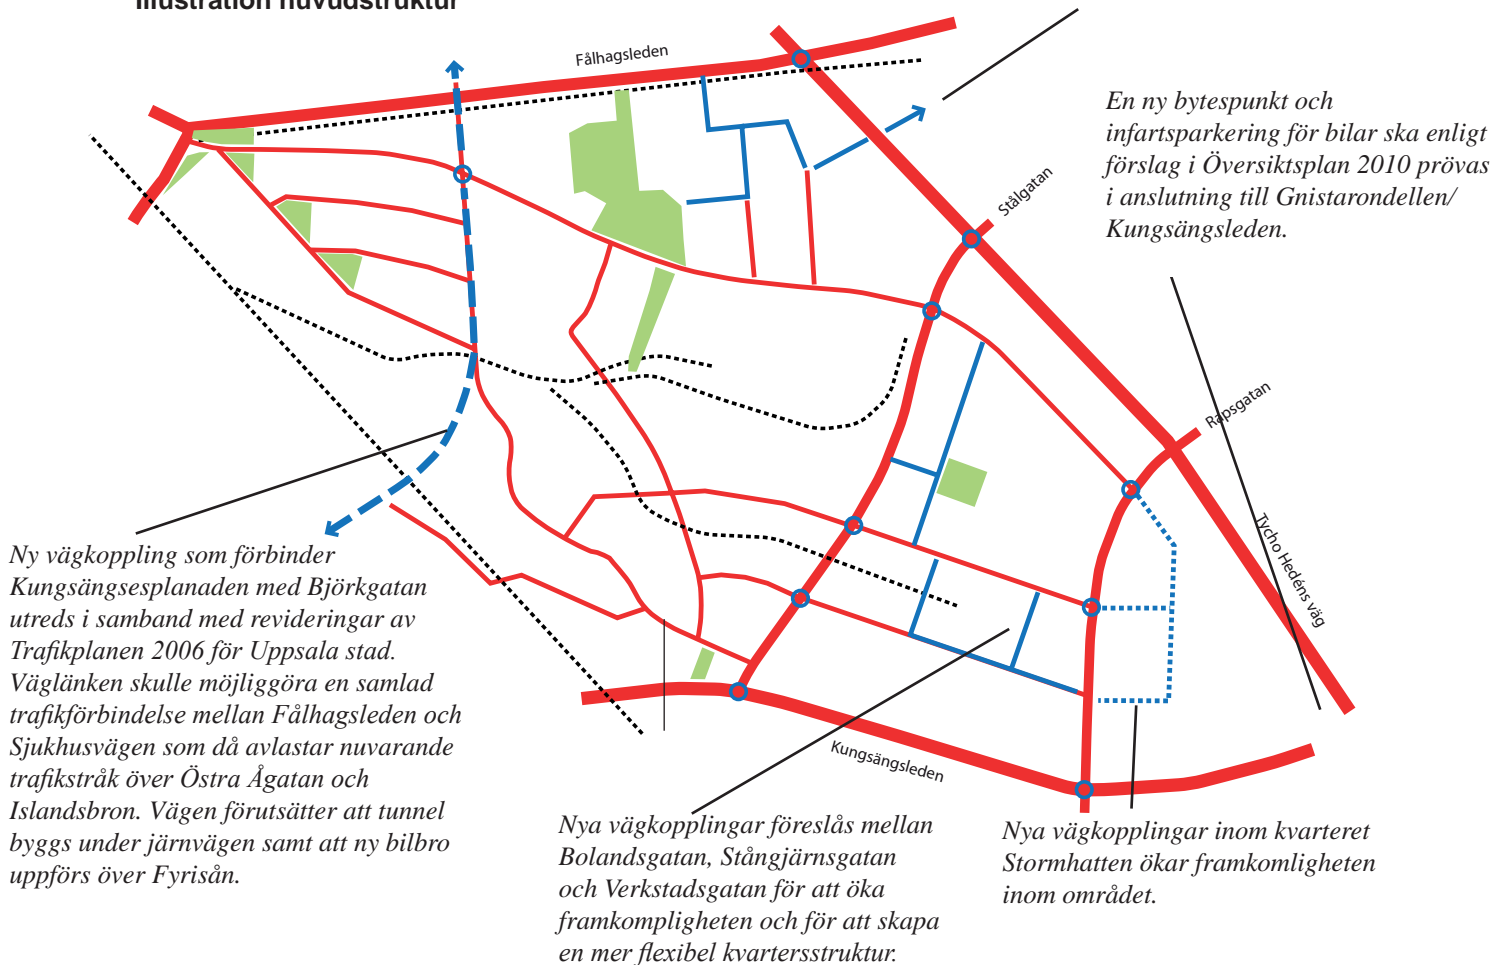 Illustration huvudstruktur
Fålhagsleden
Stålgatan
En ny bytespunkt och
infartsparkering för bilar ska enligt
förslag i Översiktsplan 2010 prövas
i anslutning till Gnistarondellen/
Kungsängsleden.
Rapsgatan
Tycho Hedéns väg
Ny vägkoppling som förbinder
Kungsängsesplanaden med Björkgatan
utreds i samband med revideringar av
Trafikplanen 2006 för Uppsala stad.
Väglänken skulle möjliggöra en samlad
trafikförbindelse mellan Fålhagsleden och
Sjukhusvägen som då avlastar nuvarande
trafikstråk över Östra Ågatan och
Islandsbron. Vägen förutsätter att tunnel
byggs under järnvägen samt att ny bilbro
uppförs över Fyrisån.
Kungsängsleden
Nya vägkopplingar föreslås mellan
Bolandsgatan, Stångjärnsgatan
och Verkstadsgatan för att öka
framkompligheten och för att skapa
en mer flexibel kvartersstruktur.
Nya vägkopplingar inom kvarteret
Stormhatten ökar framkomligheten
inom området.